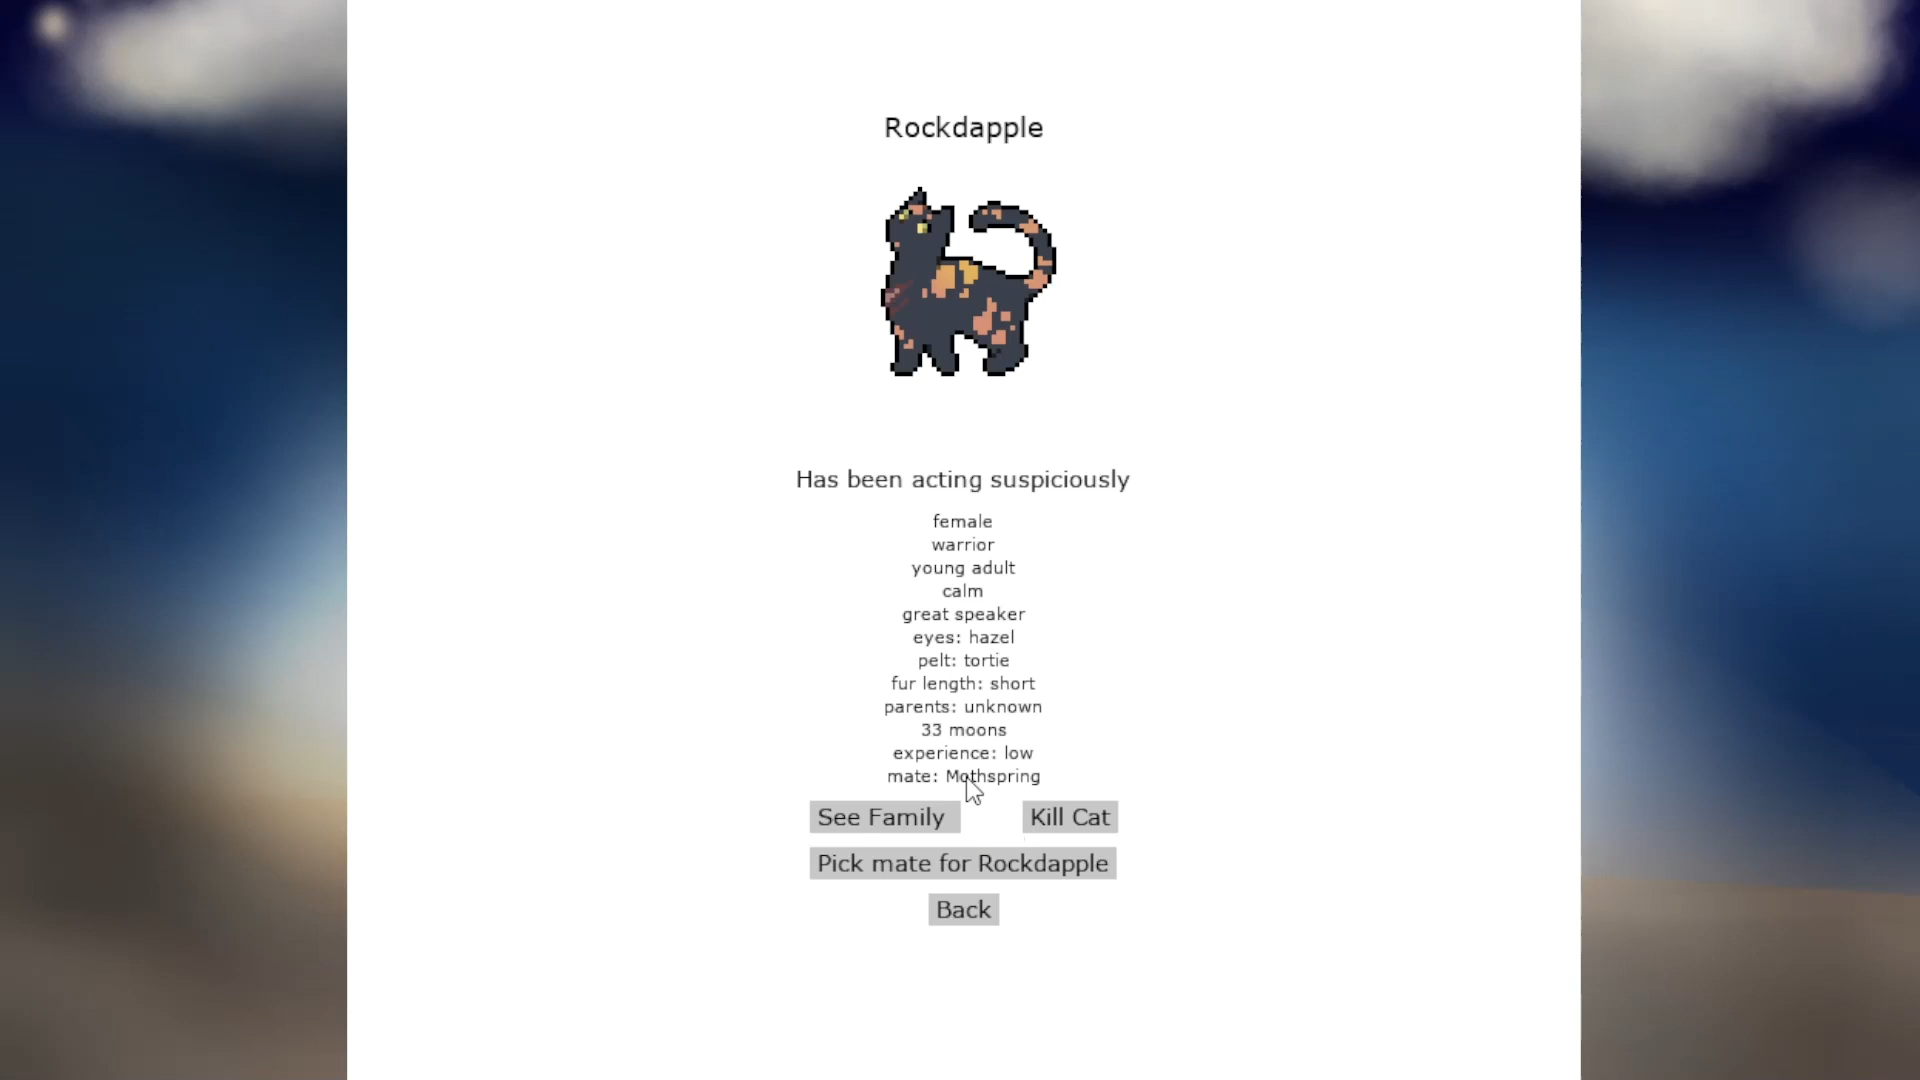 Rockdapple
Has been acting suspiciously
female
warrior
young adult
calm
great speaker
eyes: hazel
pelt: tortie
fur length: short
parents: unknown
33 moons
experience: low
mate: Mothspring
See Family
Kill Cat
Pick mate for Rockdapple
Back